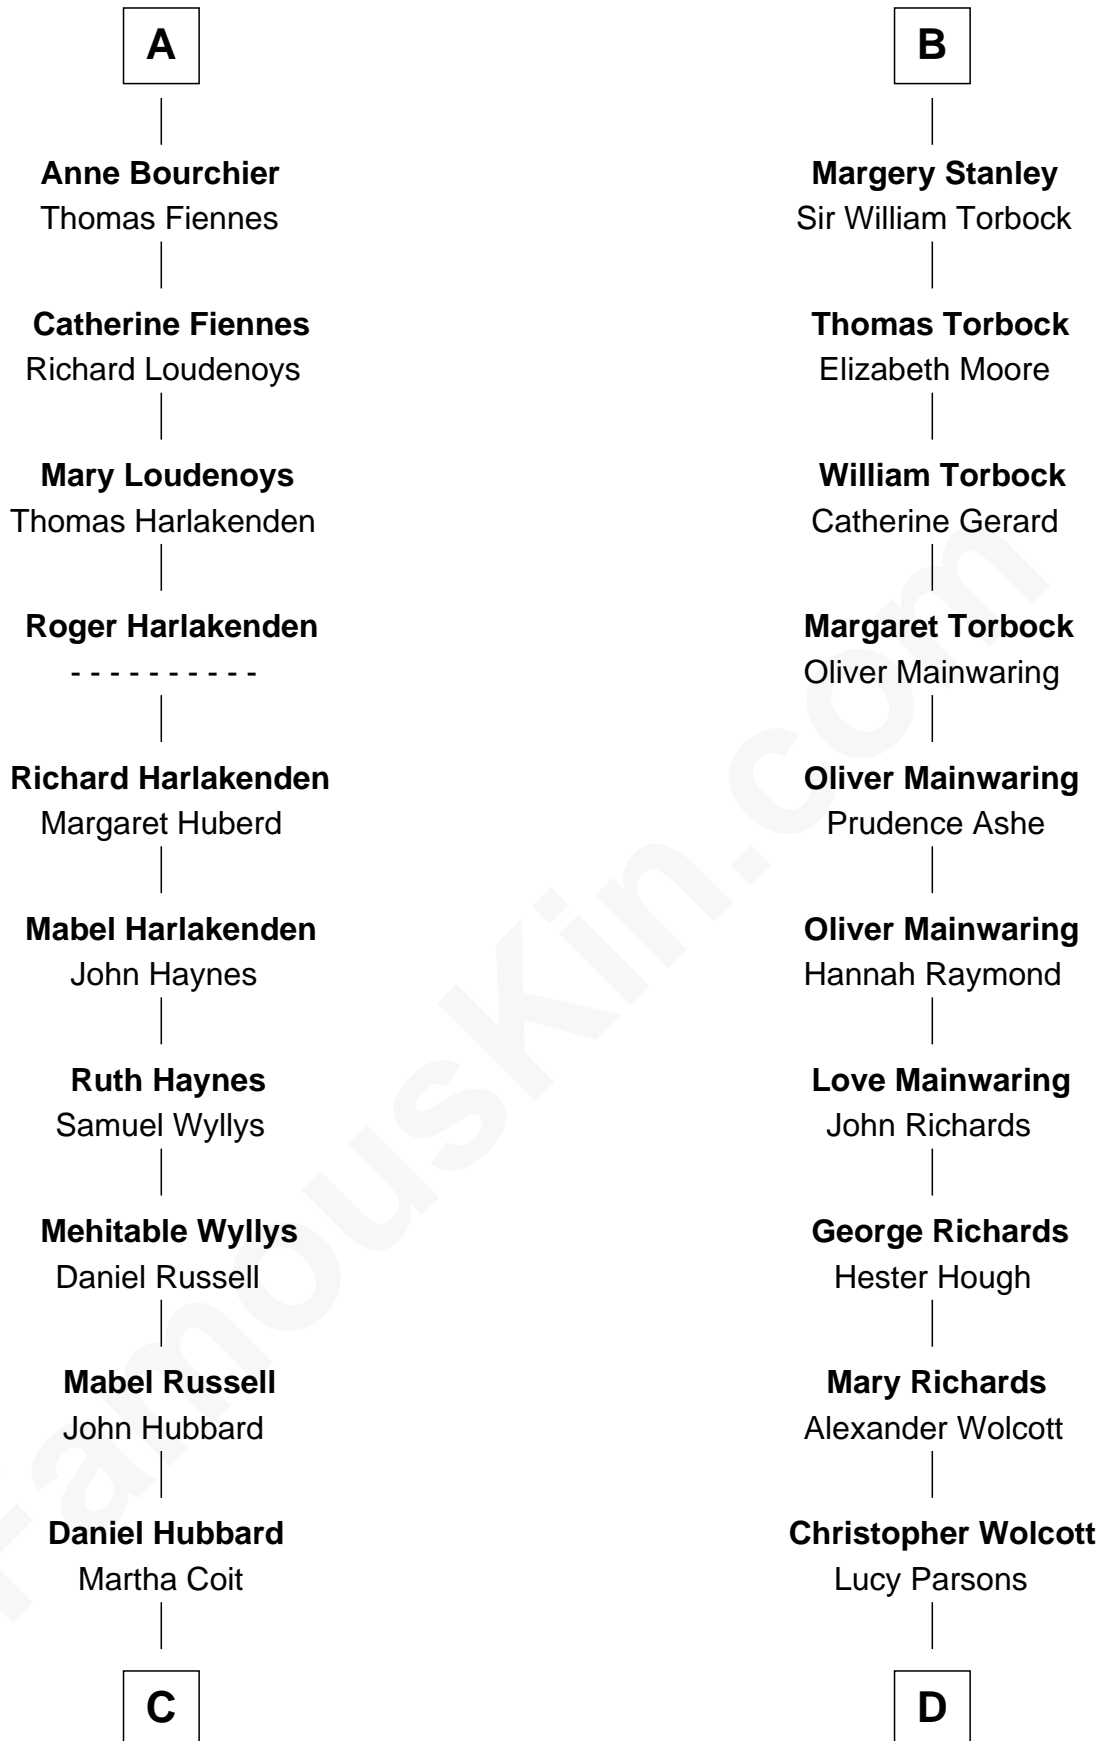 A
Anne Bourchier
Thomas Fiennes
Catherine Fiennes
Richard Loudenoys
Mary Loudenoys
Thomas Harlakenden
Roger Harlakenden
- - - - - - - - - -
Richard Harlakenden
Margaret Huberd
Mabel Harlakenden
John Haynes
Ruth Haynes
Samuel Wyllys
Mehitable Wyllys
Daniel Russell
Mabel Russell
John Hubbard
Daniel Hubbard
Martha Coit
C
B
Margery Stanley
Sir William Torbock
Thomas Torbock
Elizabeth Moore
William Torbock
Catherine Gerard
Margaret Torbock
Oliver Mainwaring
Oliver Mainwaring
Prudence Ashe
Oliver Mainwaring
Hannah Raymond
Love Mainwaring
John Richards
George Richards
Hester Hough
Mary Richards
Alexander Wolcott
Christopher Wolcott
Lucy Parsons
D
FamousKin.com